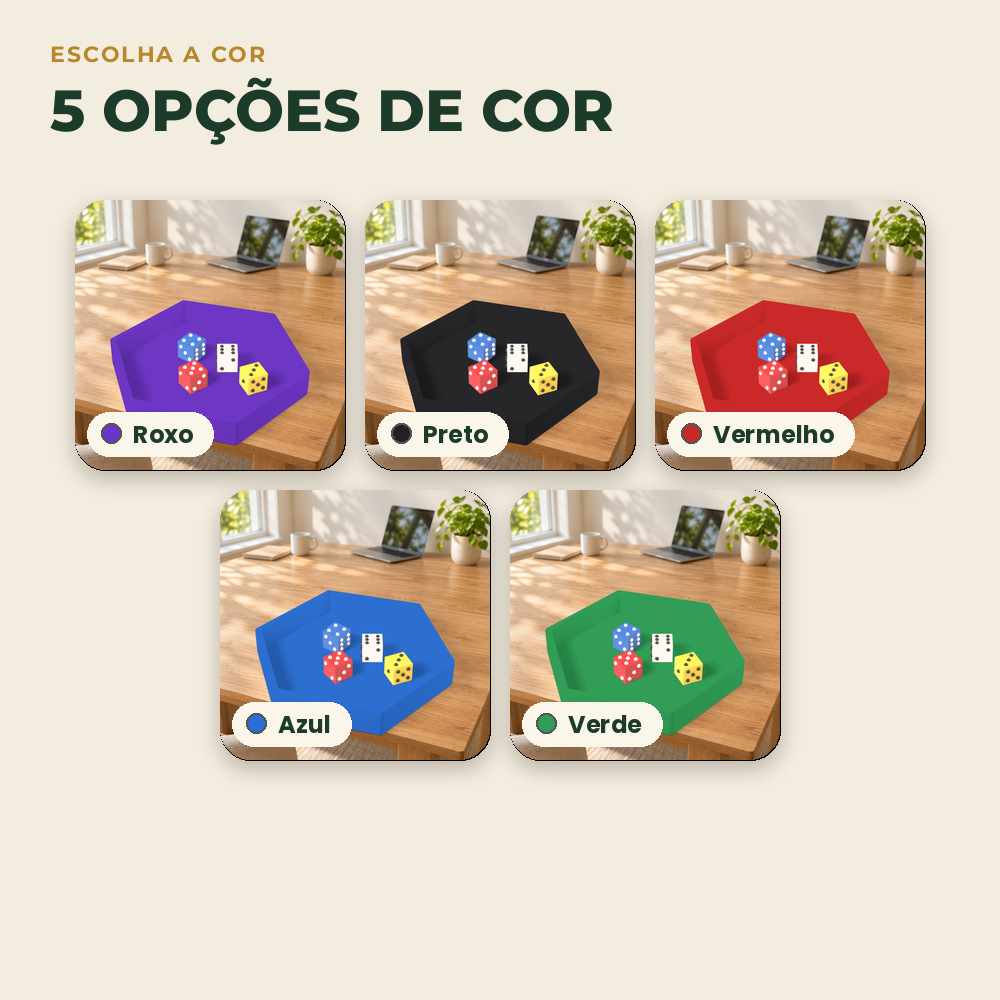 ESCOLHA A COR
5 OPÇÕES DE COR
Roxo
Preto
Vermelho
Azul
Verde